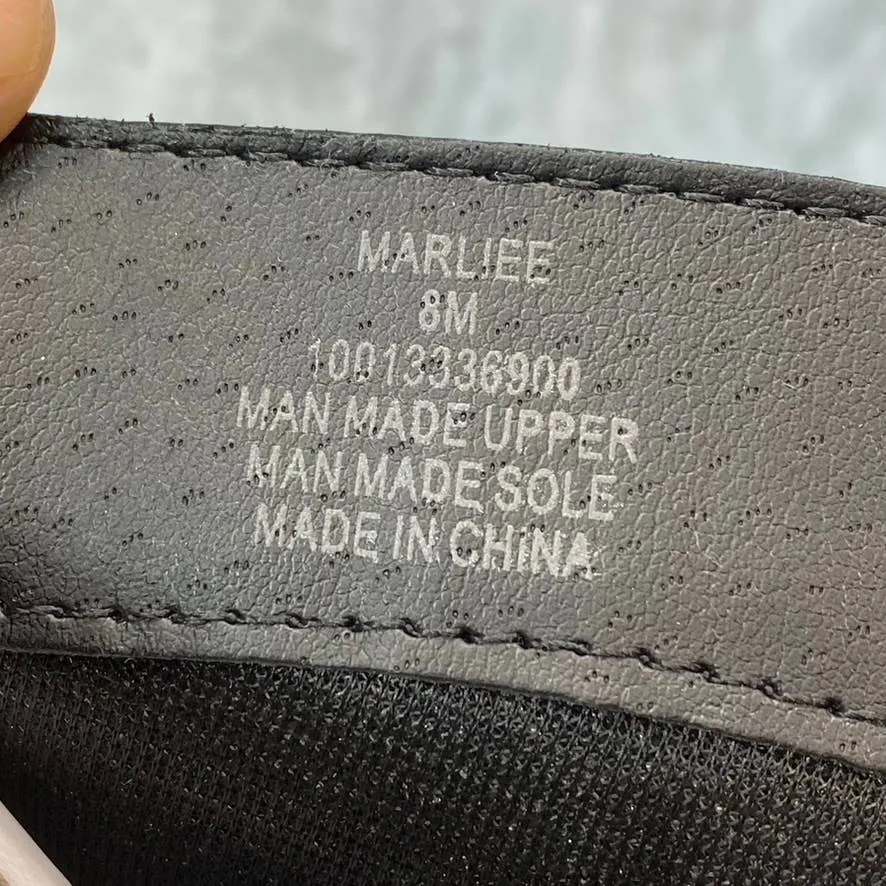 MARLIEE
8M
10013336900
MAN MADE UPPER
MAN MADE SOLE
MADE IN CHINA